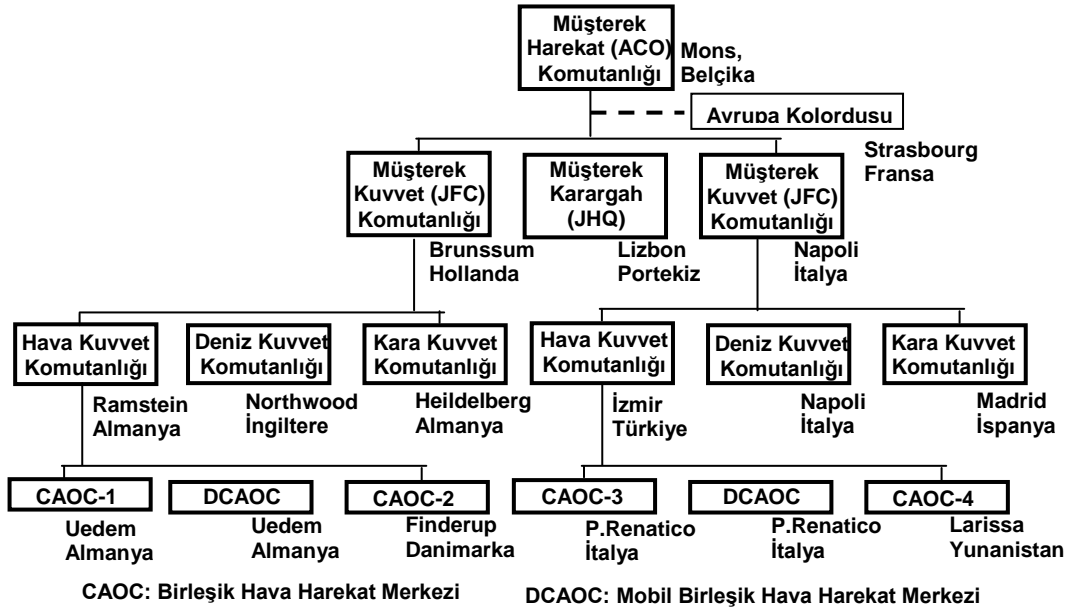 Müşterek
Harekat (ACO)
Komutanlığı
Mons,
Belçika
Avrupa Kolordusu
Strasbourg
Fransa
Müşterek
Kuvvet (JFC)
Komutanlığı
Müşterek
Karargah
(JHQ)
Müşterek
Kuvvet (JFC)
Komutanlığı
Brunssum
Hollanda
Lizbon
Portekiz
Napoli
İtalya
Hava Kuvvet
Komutanlığı
Deniz Kuvvet
Komutanlığı
Kara Kuvvet
Komutanlığı
Hava Kuvvet
Komutanlığı
Deniz Kuvvet
Komutanlığı
Kara Kuvvet
Komutanlığı
Ramstein
Almanya
Northwood
İngiltere
Heildelberg
Almanya
İzmir
Türkiye
Napoli
İtalya
Madrid
İspanya
CAOC-1
DCAOC
CAOC-2
CAOC-3
DCAOC
CAOC-4
Uedem
Almanya
Uedem
Almanya
Finderup
Danimarka
P.Renatico
İtalya
P.Renatico
İtalya
Larissa
Yunanistan
CAOC: Birleşik Hava Harekat Merkezi
DCAOC: Mobil Birleşik Hava Harekat Merkezi